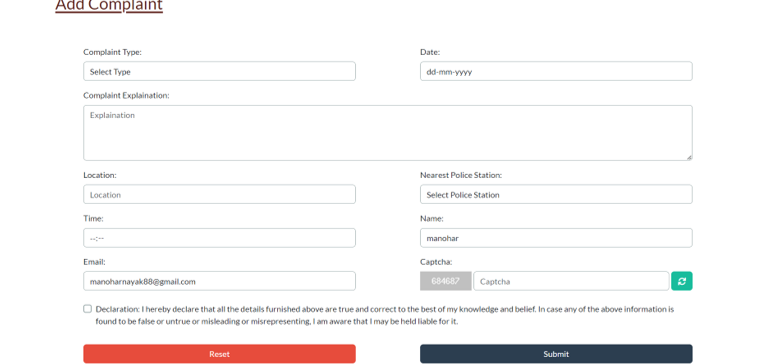 Add Complaint
Complaint Type:
Date:
Select Type
dd-mm-yyyy
Complaint Explaination:
Explaination
Location:
Nearest Police Station:
Location
Select Police Station
Time:
Name:
--:--
manohar
Email:
Captcha:
manoharnayak88@gmail.com
684687
Captcha
Declaration: I hereby declare that all the details furnished above are true and correct to the best of my knowledge and belief. In case any of the above information is
found to be false or untrue or misleading or misrepresenting, I am aware that I may be held liable for it.
Reset
Submit